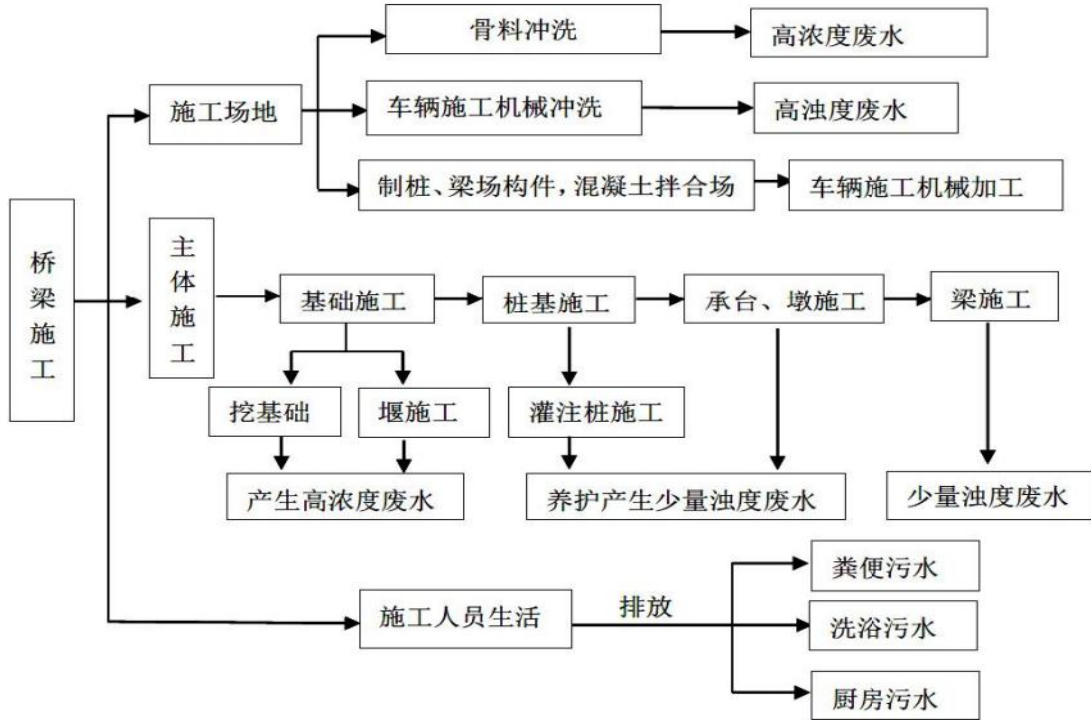 骨料冲洗
高浓度废水
施工场地
车辆施工机械冲洗
高浊度废水
制桩、梁场构件，混凝土拌合场
车辆施工机械加工
桥梁施工
主体施工
基础施工
桩基施工
承台、墩施工
梁施工
挖基础
堰施工
灌注桩施工
产生高浓度废水
养护产生少量浊度废水
少量浊度废水
粪便污水
施工人员生活
排放
洗浴污水
厨房污水